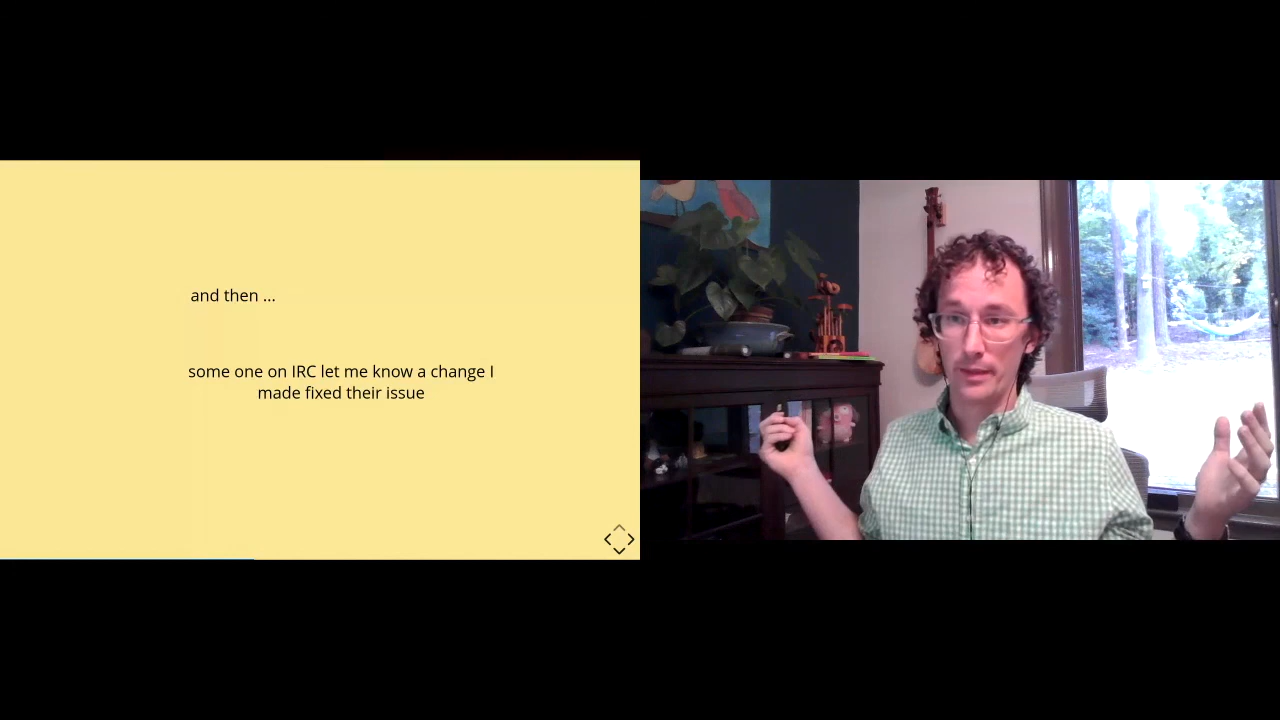 and then ...
some one on IRC let me know a change I
made fixed their issue